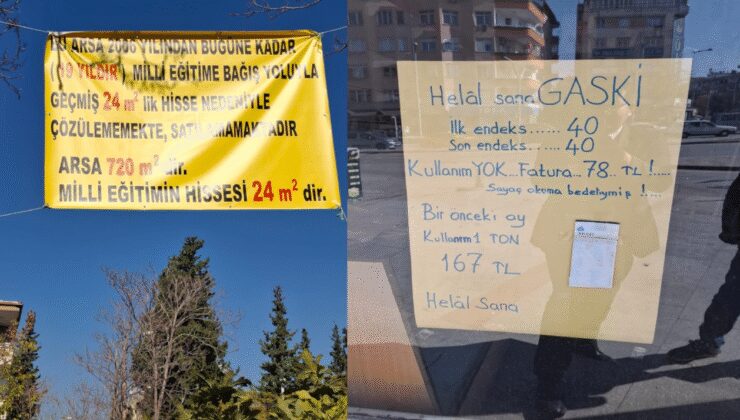 BU ARSA 2006 YILINDAN BUGÜNE KADAR
(19 YILDIR) MİLLİ EĞİTİME BAĞIŞ YOLUYLA
GEÇMİŞ 24 m² lik HİSSE NEDENİYLE
ÇÖZÜLEMEMEKTE, SATILAMAMAKTADIR
ARSA 720 m² dir.
MİLLİ EĞİTİMİN HİSSESİ 24 m² dir.
Helâl sana GASKİ
İlk endeks...... 40
Son endeks.... 40
Kullanım YOK...Fatura...78 TL !.....
Sayaç okuma bedeliymiş !....
Bir önceki ay
Kullanım 1 TON
167 TL
Helâl Sana